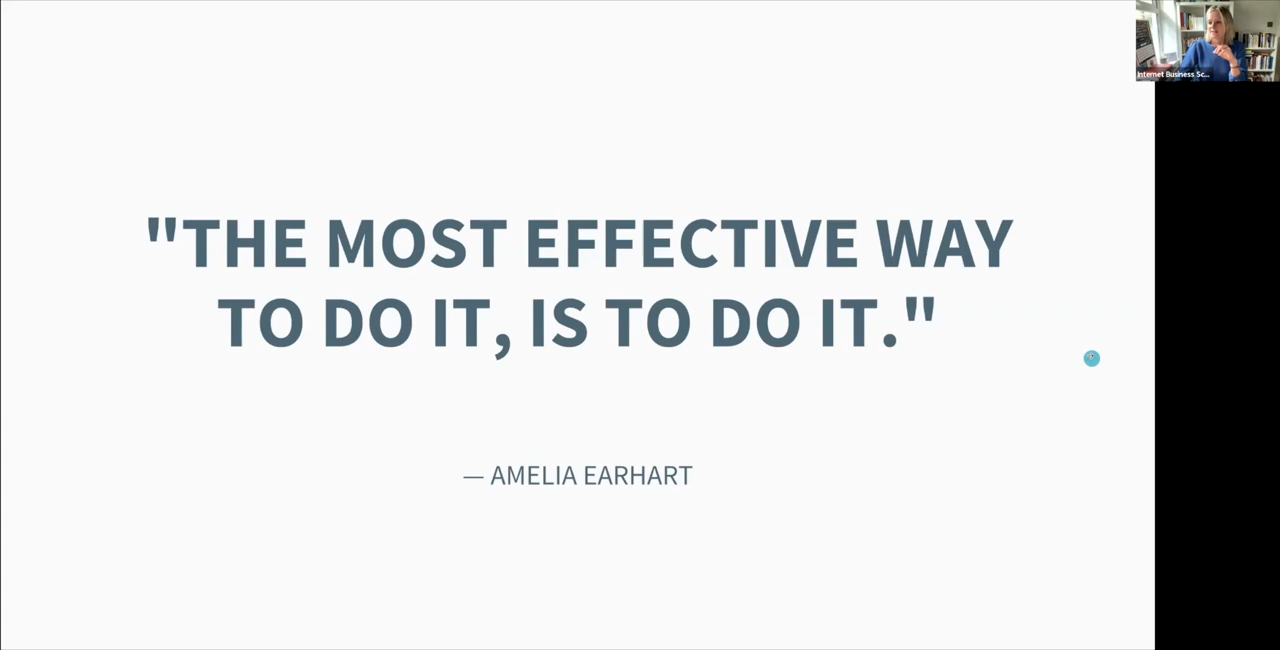 Internet Business Sc...
"THE MOST EFFECTIVE WAY
TO DO IT, IS TO DO IT."
— AMELIA EARHART